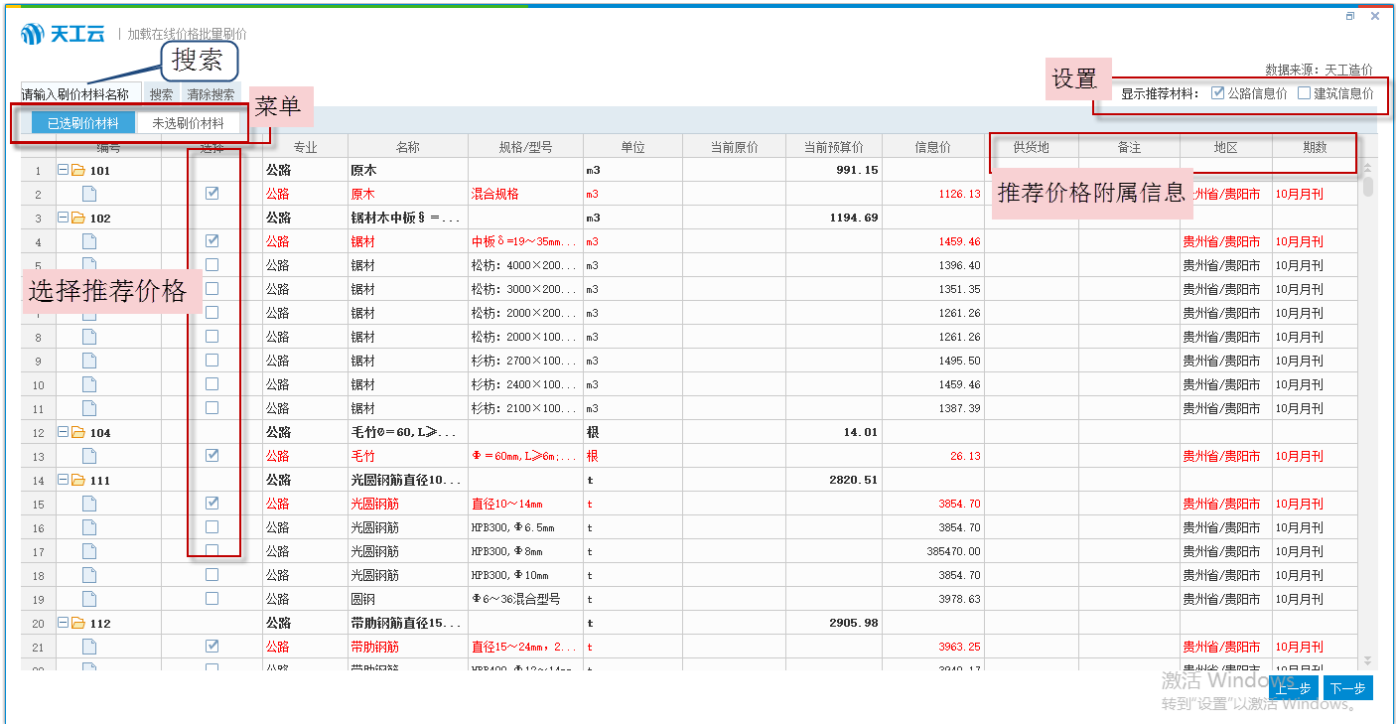 天工云 | 加载在线价格批量刷价
搜索
数据来源：天工造价
设置
请输入刷价材料名称 搜索 清除搜索
显示推荐材料： 公路信息价 建筑信息价
菜单
已选刷价材料 未选刷价材料
编号 选择 专业 名称 规格/型号 单位 当前原价 当前预算价 信息价 供货地 备注 地区 期数
1 101 公路 原木 m3 991.15
推荐价格附属信息
2 公路 原木 混合规格 m3 1126.13 州省/贵阳市 10月月刊
3 102 公路 锯材木中板δ=... m3 1194.69
4 公路 锯材 中板δ=19～35mm... m3 1459.46 贵州省/贵阳市 10月月刊
5 公路 锯材 松枋：4000×200... m3 1396.40 贵州省/贵阳市 10月月刊
选择推荐价格
公路 锯材 松枋：3000×200... m3 1351.35 贵州省/贵阳市 10月月刊
公路 锯材 松枋：2000×200... m3 1261.26 贵州省/贵阳市 10月月刊
8 公路 锯材 松枋：2000×100... m3 1261.26 贵州省/贵阳市 10月月刊
9 公路 锯材 杉枋：2700×100... m3 1495.50 贵州省/贵阳市 10月月刊
10 公路 锯材 杉枋：2400×100... m3 1459.46 贵州省/贵阳市 10月月刊
11 公路 锯材 杉枋：2100×100... m3 1387.39 贵州省/贵阳市 10月月刊
12 104 公路 毛竹φ=60,L≥... 根 14.01
13 公路 毛竹 Φ=60mm,L≥6m;... 根 26.13 贵州省/贵阳市 10月月刊
14 111 公路 光圆钢筋直径10... t 2820.51
15 公路 光圆钢筋 直径10～14mm t 3854.70 贵州省/贵阳市 10月月刊
16 公路 光圆钢筋 HPB300,Φ6.5mm t 3854.70 贵州省/贵阳市 10月月刊
17 公路 光圆钢筋 HPB300,Φ8mm t 385470.00 贵州省/贵阳市 10月月刊
18 公路 光圆钢筋 HPB300,Φ10mm t 3854.70 贵州省/贵阳市 10月月刊
19 公路 圆钢 Φ6～36混合型号 t 3978.63 贵州省/贵阳市 10月月刊
20 112 公路 带肋钢筋直径15... t 2905.98
21 公路 带肋钢筋 直径15～24mm，2... t 3963.25 贵州省/贵阳市 10月月刊
激活 Windows
上一步 下一步
转到"设置"以激活 Windows。